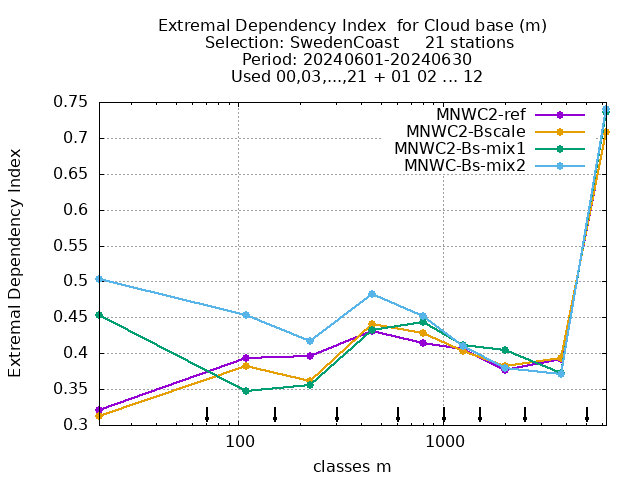 Extremal Dependency Index  for Cloud base (m)
Selection: SwedenCoast     21 stations
Period: 20240601-20240630
Used 00,03,...,21 + 01 02 ... 12
MNWC2-ref
MNWC2-Bscale
MNWC2-Bs-mix1
MNWC-Bs-mix2
Extremal Dependency Index
0.75
0.7
0.65
0.6
0.55
0.5
0.45
0.4
0.35
0.3
100
1000
classes m